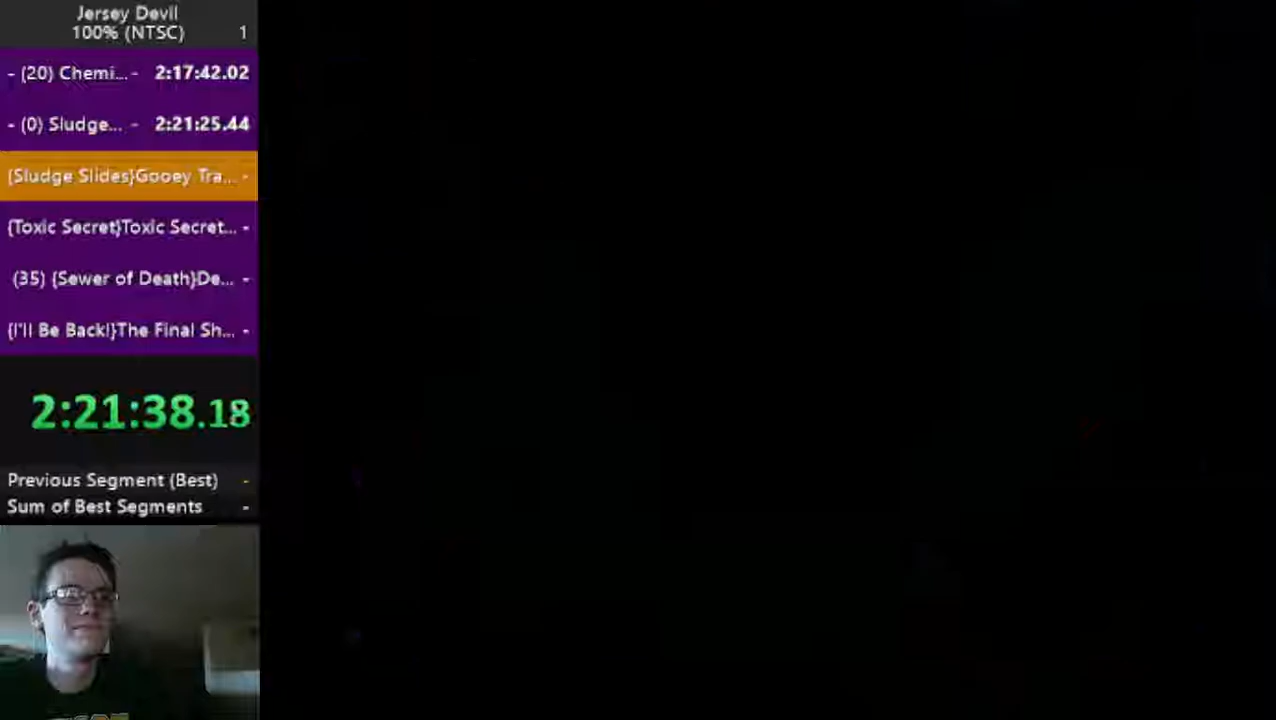 Jersey Devil
100% (NTSC) 1
- (20) Chemi... - 2:17:42.02
- (0) Sludge... - 2:21:25.44
{Sludge Slides}Gooey Tra... -
{Toxic Secret}Toxic Secret... -
(35) {Sewer of Death}De... -
{I'll Be Back!}The Final Sh... -
2:21:38.18
Previous Segment (Best) -
Sum of Best Segments -